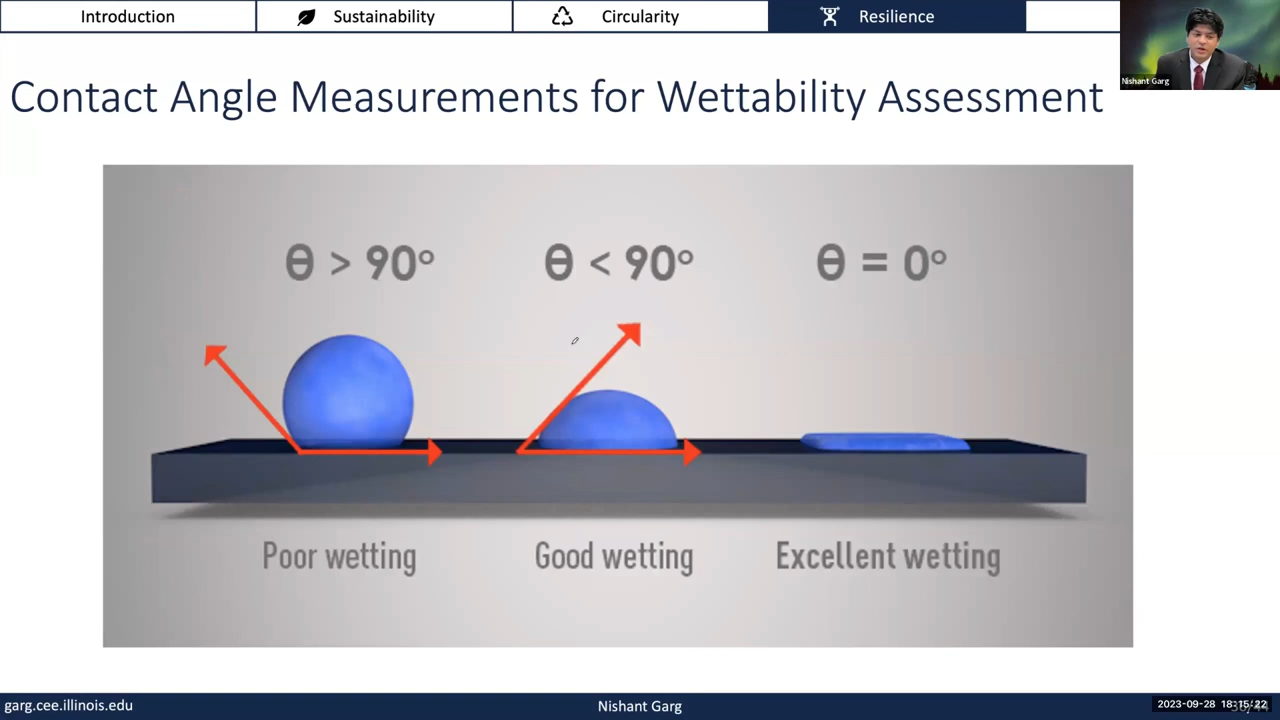 Introduction
Sustainability
Circularity
Resilience
Nishant Garg
Contact Angle Measurements for Wettability Assessment
θ > 90°
θ < 90°
θ = 0°
Poor wetting
Good wetting
Excellent wetting
garg.cee.illinois.edu
Nishant Garg
2023-09-28 18:15:22